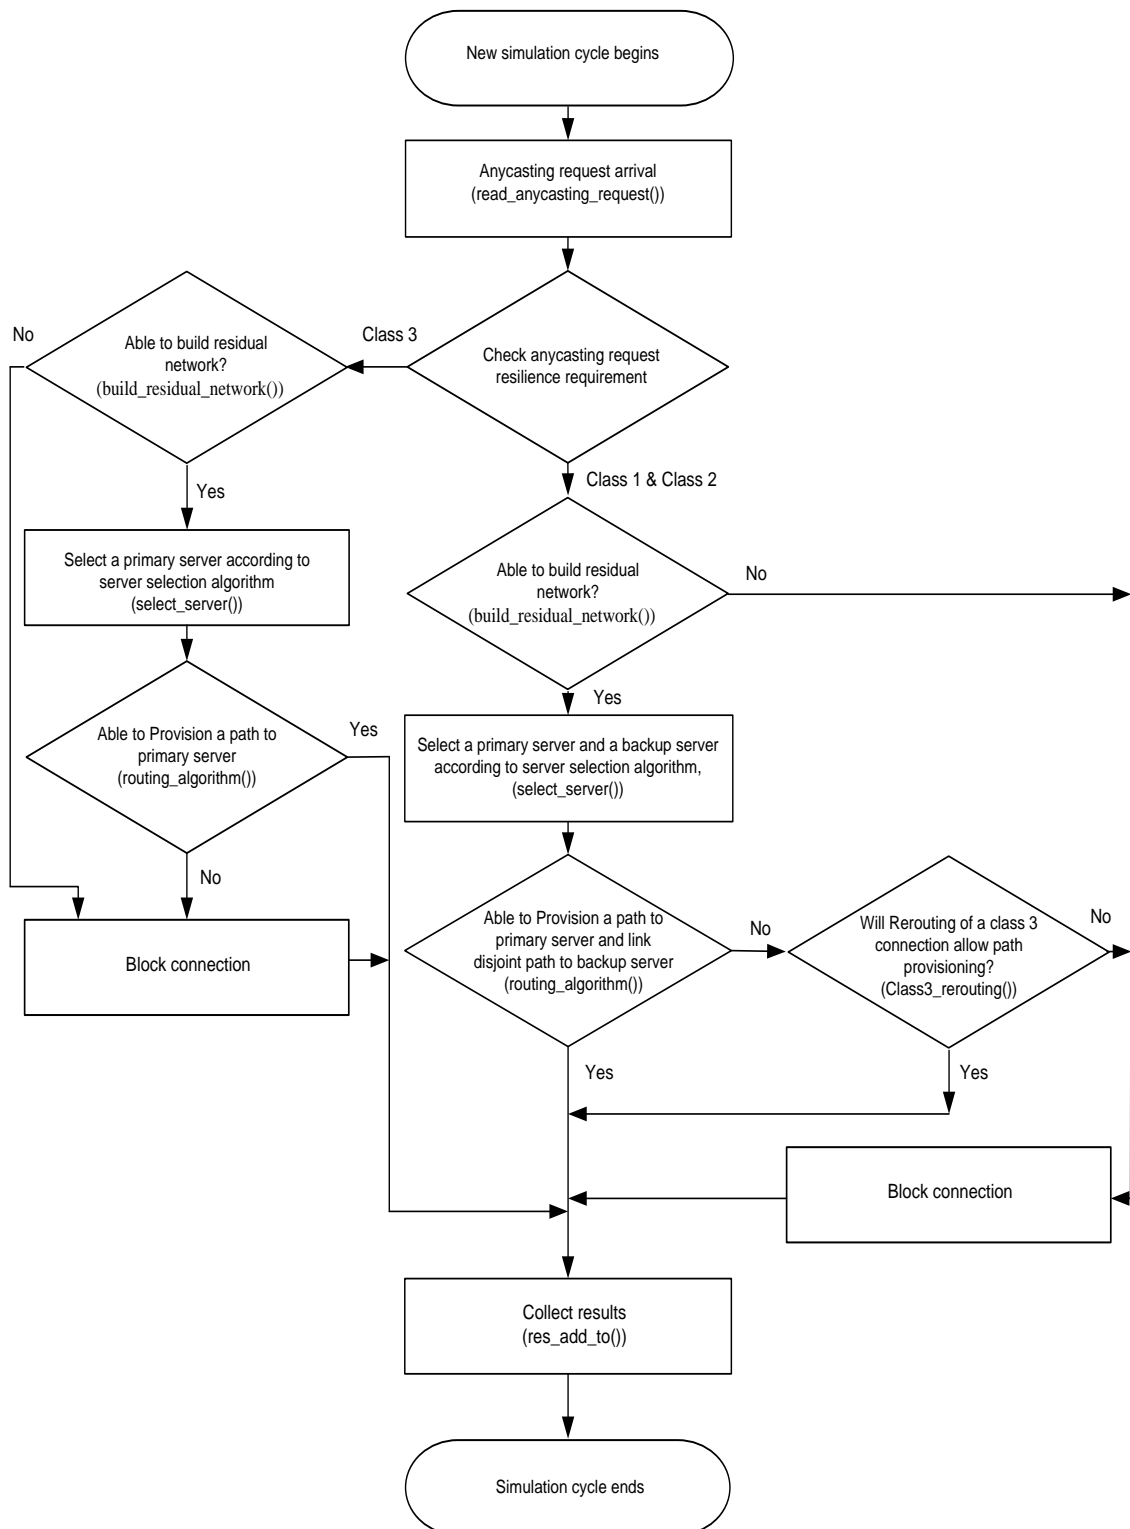 New simulation cycle begins
Anycasting request arrival
(read_anycasting_request())
No
Able to build residual
network?
(build_residual_network())
Class 3
Check anycasting request
resilience requirement
Yes
Class 1 & Class 2
Select a primary server according to
server selection algorithm
(select_server())
Able to build residual
network?
(build_residual_network())
No
Yes
Able to Provision a path to
primary server
(routing_algorithm())
Yes
Select a primary server and a backup server
according to server selection algorithm,
(select_server())
No
Able to Provision a path to
primary server and link
disjoint path to backup server
(routing_algorithm())
No
Will Rerouting of a class 3
connection allow path
provisioning?
(Class3_rerouting())
No
Block connection
Yes
Yes
Block connection
Collect results
(res_add_to())
Simulation cycle ends